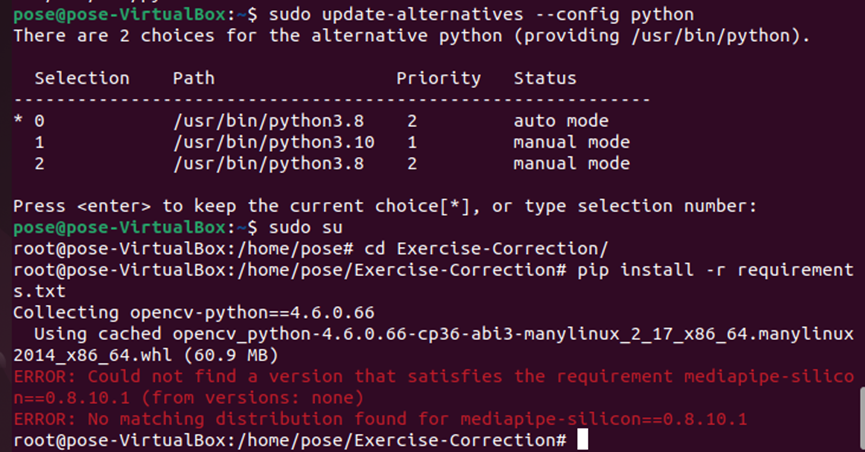 pose@pose-VirtualBox:~$ sudo update-alternatives --config python
There are 2 choices for the alternative python (providing /usr/bin/python).
Selection Path Priority Status
------------------------------------------------------------
* 0 /usr/bin/python3.8 2 auto mode
1 /usr/bin/python3.10 1 manual mode
2 /usr/bin/python3.8 2 manual mode
Press <enter> to keep the current choice[*], or type selection number:
pose@pose-VirtualBox:~$ sudo su
root@pose-VirtualBox:/home/pose# cd Exercise-Correction/
root@pose-VirtualBox:/home/pose/Exercise-Correction# pip install -r requirement
s.txt
Collecting opencv-python==4.6.0.66
Using cached opencv_python-4.6.0.66-cp36-abi3-manylinux_2_17_x86_64.manylinux
2014_x86_64.whl (60.9 MB)
ERROR: Could not find a version that satisfies the requirement mediapipe-silico
n==0.8.10.1 (from versions: none)
ERROR: No matching distribution found for mediapipe-silicon==0.8.10.1
root@pose-VirtualBox:/home/pose/Exercise-Correction#